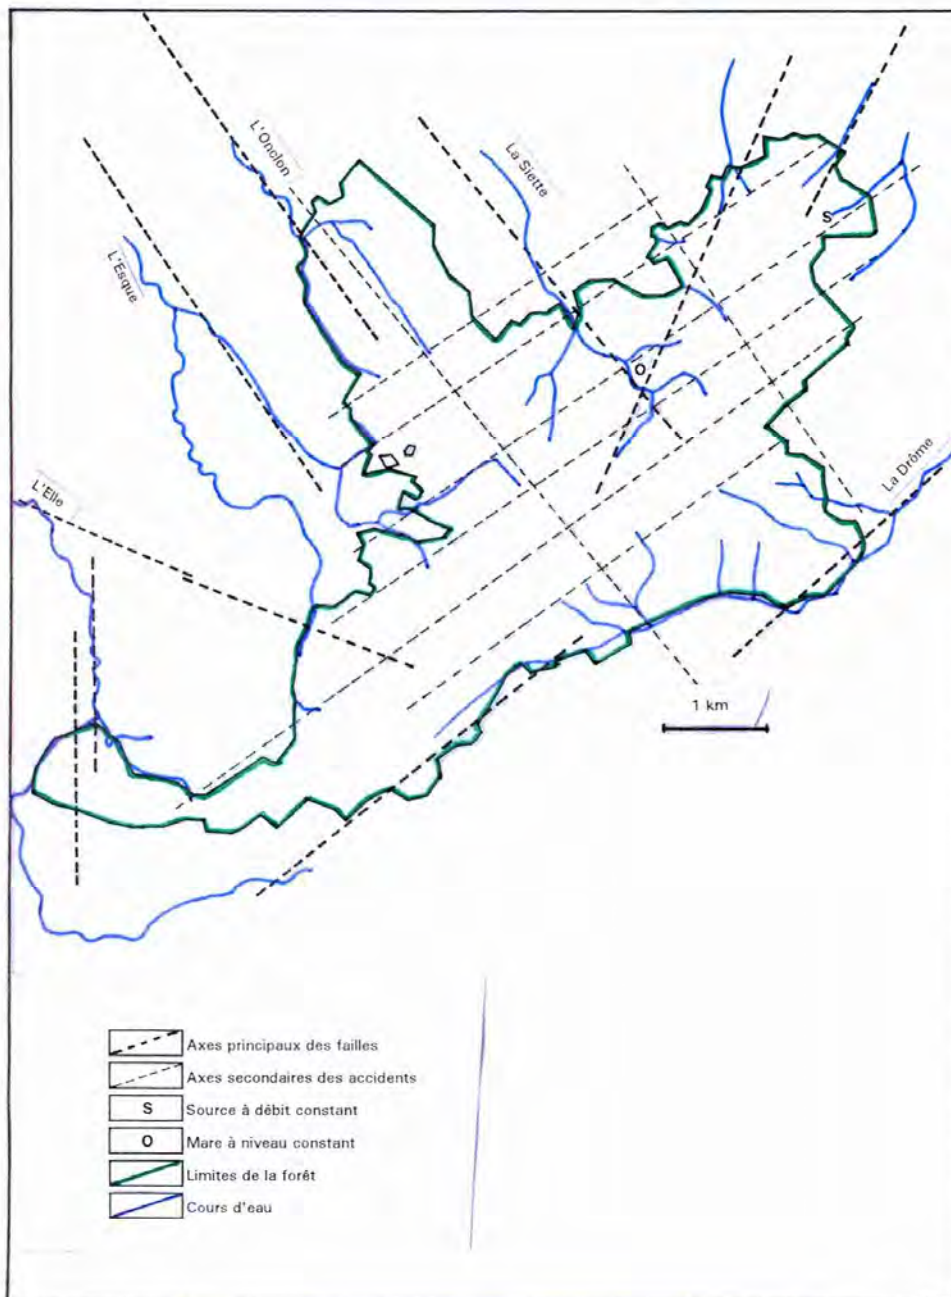 L'Onclon
La Siette
L'Esque
S
O
L'Elle
La Drôme
1 km
Axes principaux des failles
Axes secondaires des accidents
S Source à débit constant
O Mare à niveau constant
Limites de la forêt
Cours d'eau